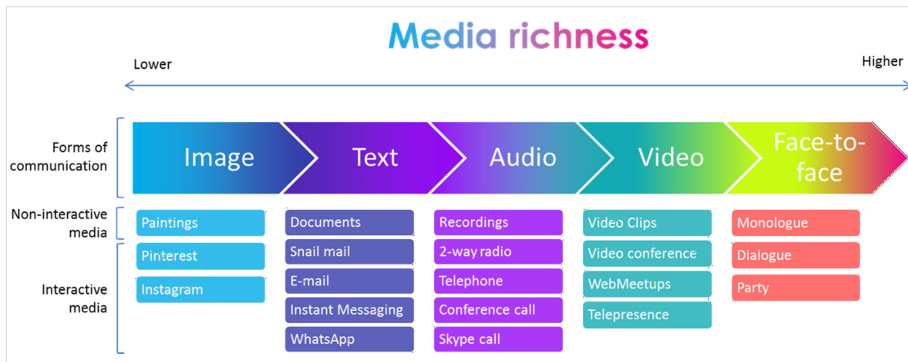 Media richness
Lower
Higher
Forms of
communication
Image
Text
Audio
Video
Face-to-
face
Non-interactive
media
Paintings
Documents
Recordings
Video Clips
Monologue
Interactive
media
Pinterest
Snail mail
2-way radio
Video conference
Dialogue
Instagram
E-mail
Telephone
WebMeetups
Party
Instant Messaging
Conference call
Telepresence
WhatsApp
Skype call